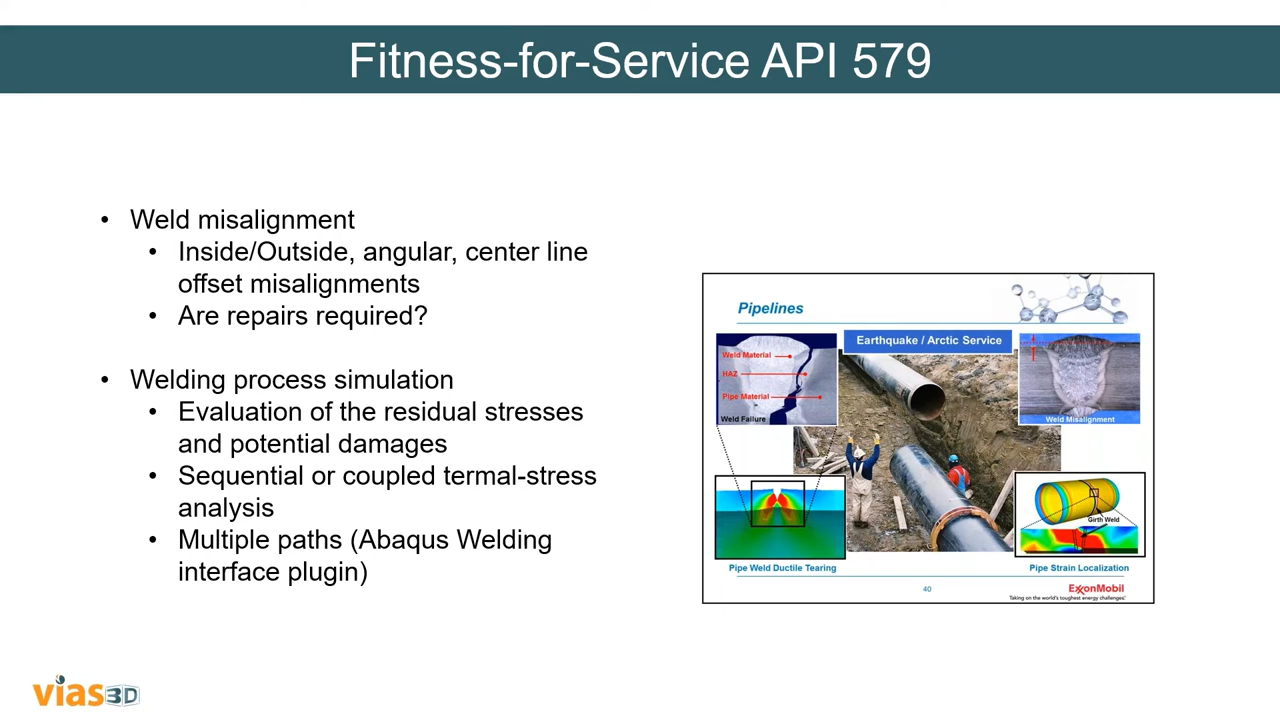 Fitness-for-Service API 579
• Weld misalignment
• Inside/Outside, angular, center line
offset misalignments
• Are repairs required?
• Welding process simulation
• Evaluation of the residual stresses
and potential damages
• Sequential or coupled termal-stress
analysis
• Multiple paths (Abaqus Welding
interface plugin)
Pipelines
Earthquake / Arctic Service
Weld Material
HAZ
Pipe Material
Weld Failure
Weld Misalignment
Girth Weld
Pipe Weld Ductile Tearing
Pipe Strain Localization
40
ExxonMobil
Taking on the world's toughest energy challenges.
vias3D